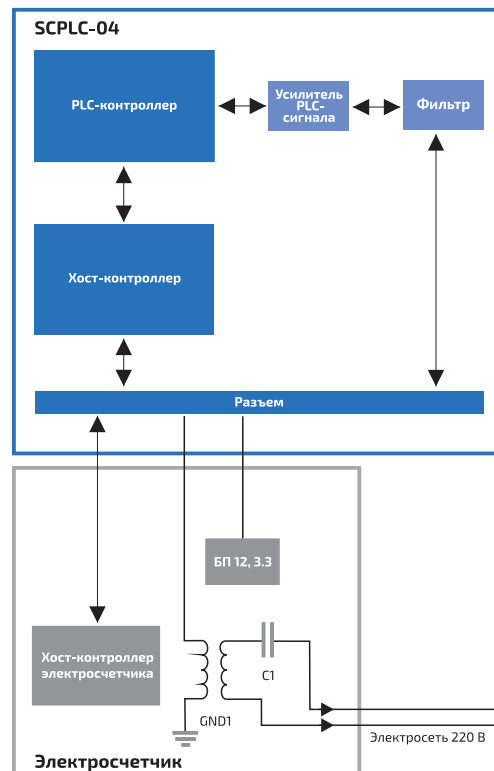 SCPLC-04
PLC-контроллер
Усилитель
PLC-
сигнала
Фильтр
Хост-контроллер
Разъем
БП 12, 3.3
Хост-контроллер
электросчетчика
C1
GND1
Электросеть 220 В
Электросчетчик